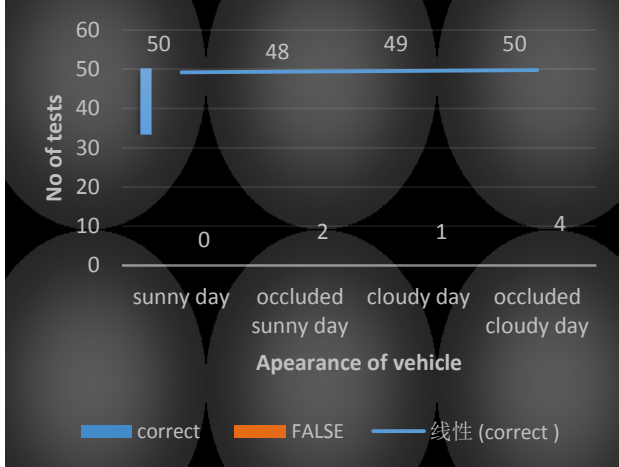 60
50
48
49
50
50
40
No of tests
30
20
10
0
2
1
4
0
sunny day
occluded
sunny day
cloudy day
occluded
cloudy day
Apearance of vehicle
correct
FALSE
线性 (correct )